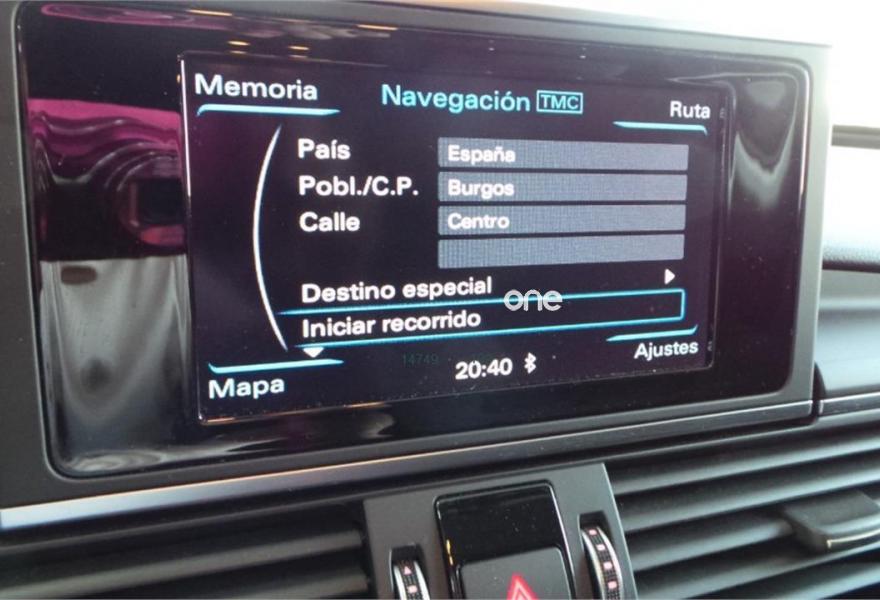 Memoria
Navegación TMC
Ruta
País España
Pobl./C.P. Burgos
Calle Centro
Destino especial
one
Iniciar recorrido
14749
20:40
Mapa
Ajustes